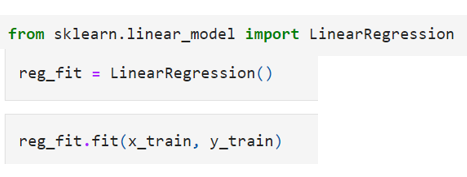 from sklearn.linear_model import LinearRegression
reg_fit = LinearRegression()
reg_fit.fit(x_train, y_train)